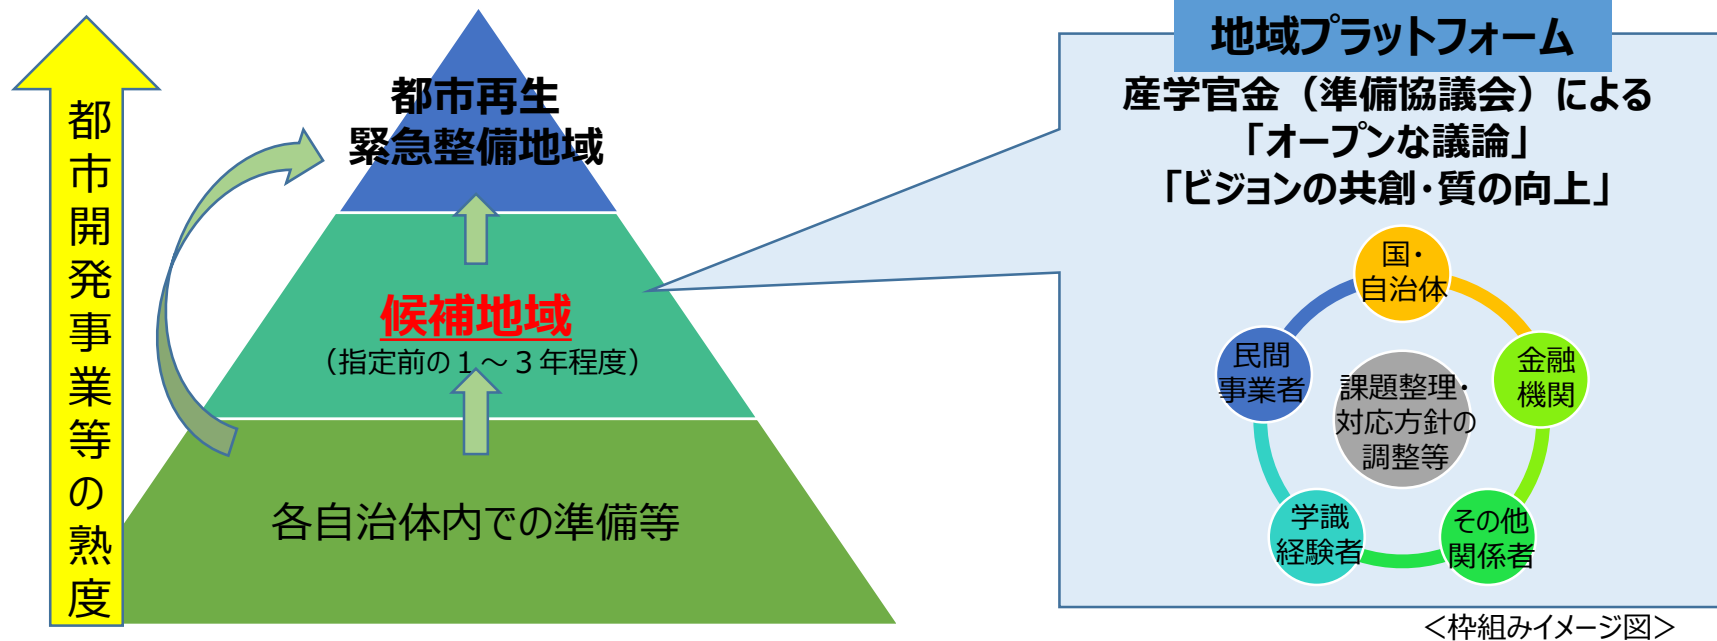 都市開発事業等の熟度
都市再生
緊急整備地域
候補地域
（指定前の１～３年程度）
各自治体内での準備等
地域プラットフォーム
産学官金（準備協議会）による
「オープンな議論」
「ビジョンの共創・質の向上」
国・
自治体
民間
事業者
金融
機関
課題整理・
対応方針の
調整等
学識
経験者
その他
関係者
＜枠組みイメージ図＞